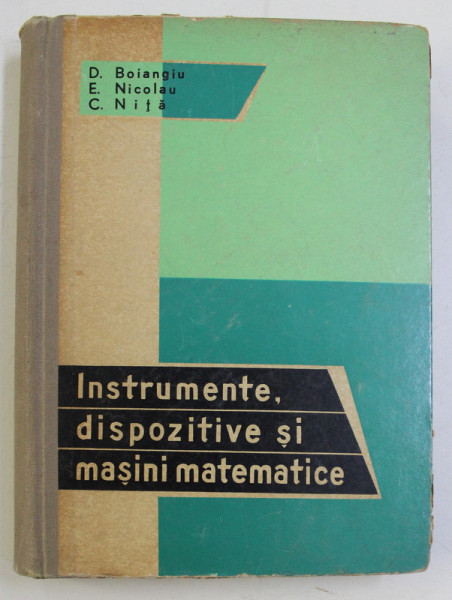 D. Boiangiu
E. Nicolau
C. Niță
Instrumente,
dispozitive și
mașini matematice